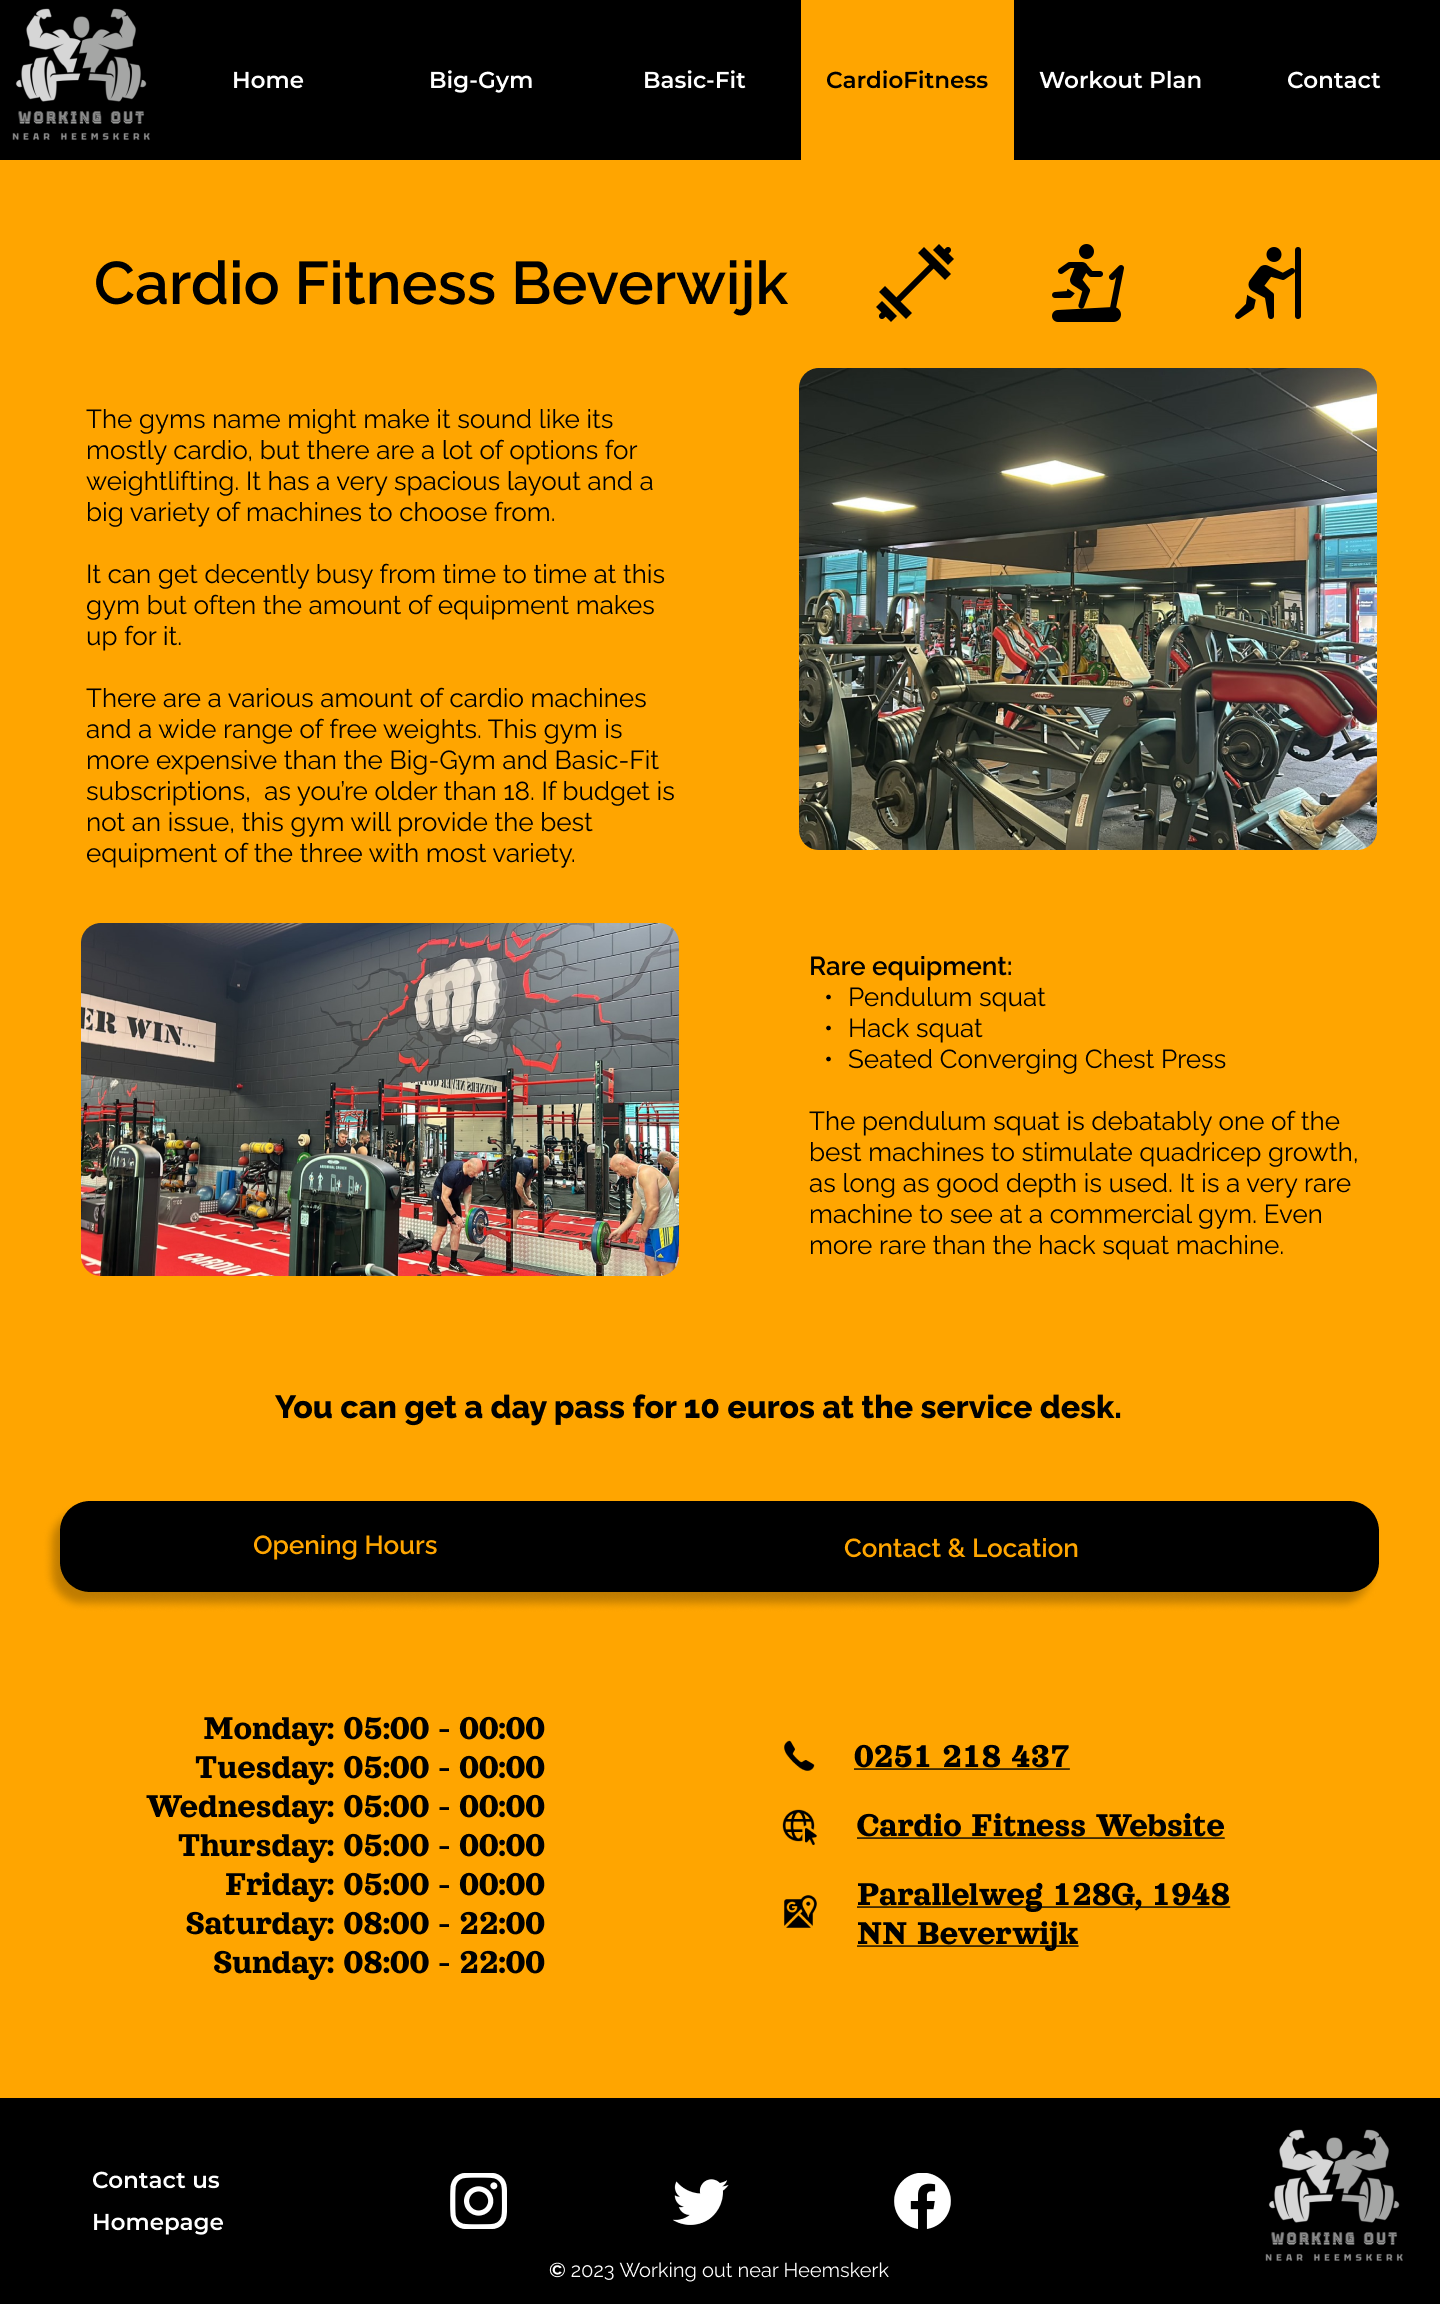 WORKING OUT
NEAR HEEMSKERK
Home
Big-Gym
Basic-Fit
CardioFitness
Workout Plan
Contact
Cardio Fitness Beverwijk
The gyms name might make it sound like its
mostly cardio, but there are a lot of options for
weightlifting. It has a very spacious layout and a
big variety of machines to choose from.
It can get decently busy from time to time at this
gym but often the amount of equipment makes
up for it.
There are a various amount of cardio machines
and a wide range of free weights. This gym is
more expensive than the Big-Gym and Basic-Fit
subscriptions,  as you're older than 18. If budget is
not an issue, this gym will provide the best
equipment of the three with most variety.
ER WIN...
CARDIO F
Rare equipment:
• Pendulum squat
• Hack squat
• Seated Converging Chest Press
The pendulum squat is debatably one of the
best machines to stimulate quadricep growth,
as long as good depth is used. It is a very rare
machine to see at a commercial gym. Even
more rare than the hack squat machine.
You can get a day pass for 10 euros at the service desk.
Opening Hours
Contact & Location
Monday: 05:00 - 00:00
Tuesday: 05:00 - 00:00
Wednesday: 05:00 - 00:00
Thursday: 05:00 - 00:00
Friday: 05:00 - 00:00
Saturday: 08:00 - 22:00
Sunday: 08:00 - 22:00
0251 218 437
Cardio Fitness Website
Parallelweg 128G, 1948
NN Beverwijk
Contact us
Homepage
© 2023 Working out near Heemskerk
WORKING OUT
NEAR HEEMSKERK